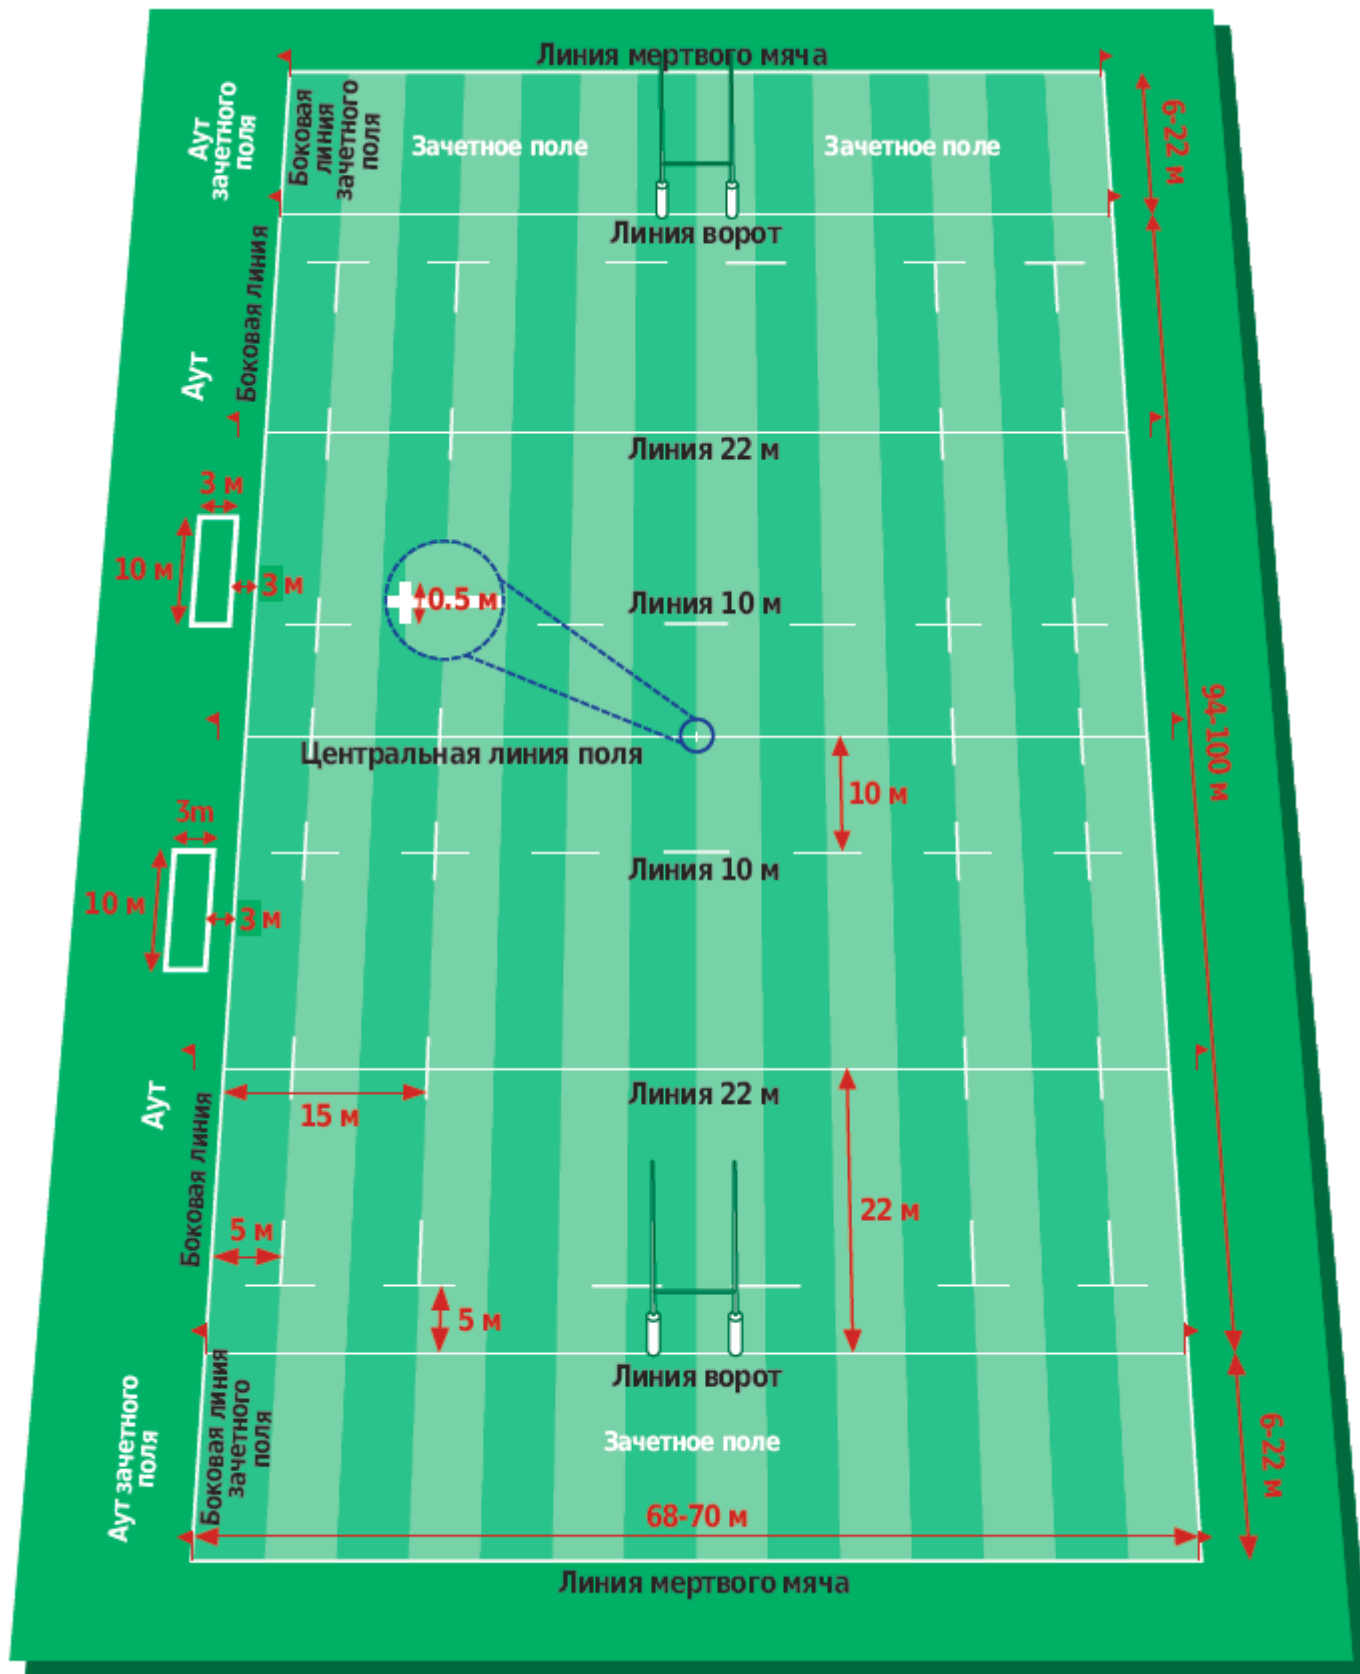 Линия мертвого мяча
Аут
зачетного
поля
Боковая
линия
зачетного
поля
Зачетное поле
Зачетное поле
6-22 м
Линия ворот
Боковая линия
Аут
Линия 22 м
3 м
10 м
3 м
0.5 м
Линия 10 м
94-100 м
Центральная линия поля
10 м
3m
10 м
3 м
Линия 10 м
Аут
Боковая линия
15 м
Линия 22 м
22 м
5 м
5 м
Линия ворот
Аут зачетного
поля
Боковая линия
зачетного
поля
Зачетное поле
6-22 м
68-70 м
Линия мертвого мяча